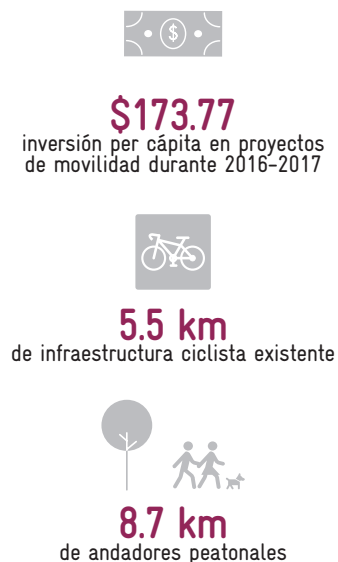 $
$173.77
inversión per cápita en proyectos
de movilidad durante 2016-2017
5.5 km
de infraestructura ciclista existente
8.7 km
de andadores peatonales